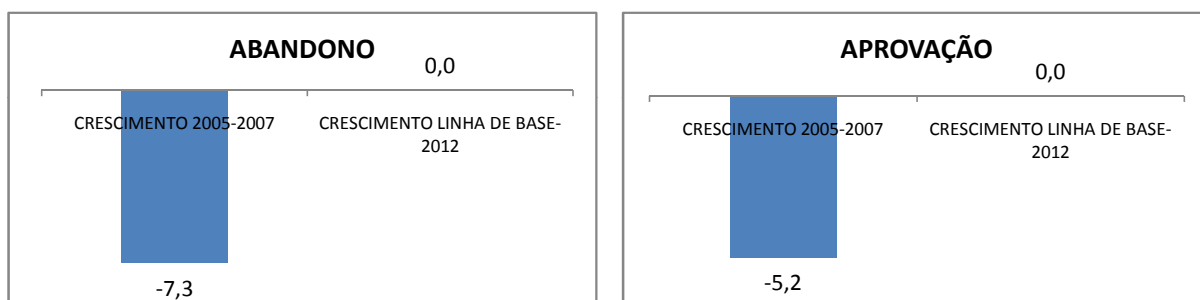 ABANDONO
0,0
CRESCIMENTO 2005-2007
CRESCIMENTO LINHA DE BASE-
2012
-7,3
APROVAÇÃO
0,0
CRESCIMENTO 2005-2007
CRESCIMENTO LINHA DE BASE-
2012
-5,2